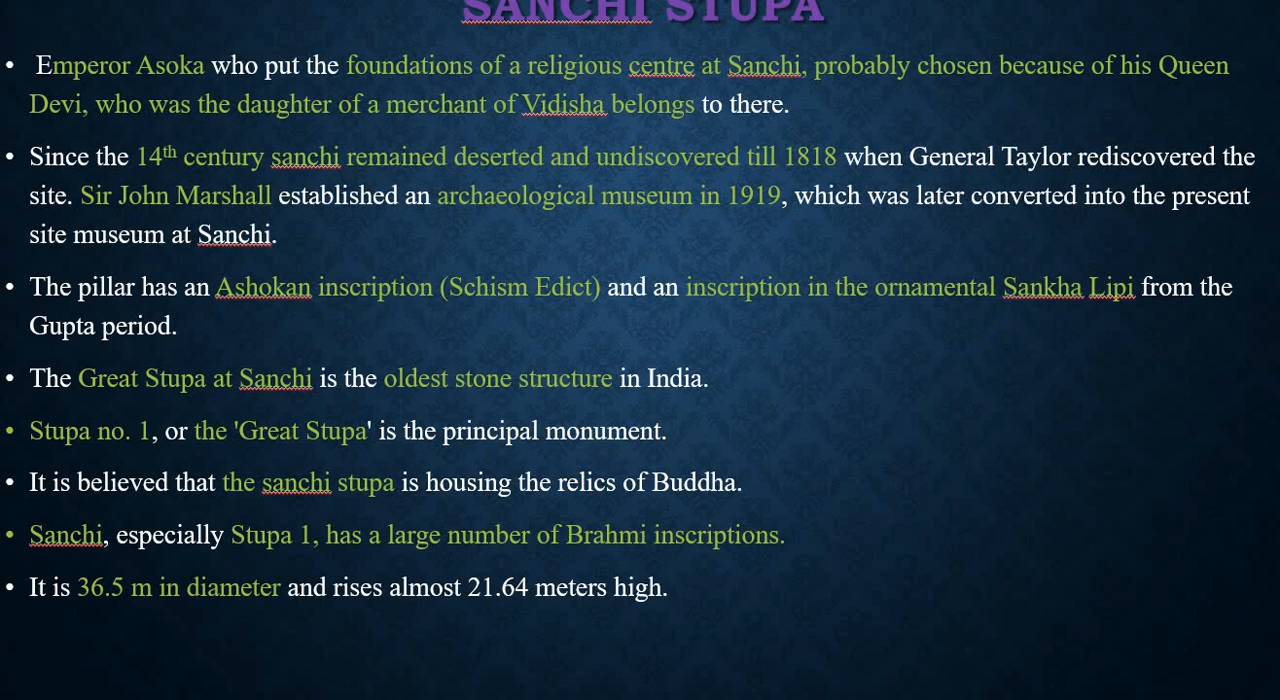 SANCHI STUPA
• Emperor Asoka who put the foundations of a religious centre at Sanchi, probably chosen because of his Queen
Devi, who was the daughter of a merchant of Vidisha belongs to there.
• Since the 14th century sanchi remained deserted and undiscovered till 1818 when General Taylor rediscovered the
site. Sir John Marshall established an archaeological museum in 1919, which was later converted into the present
site museum at Sanchi.
• The pillar has an Ashokan inscription (Schism Edict) and an inscription in the ornamental Sankha Lipi from the
Gupta period.
• The Great Stupa at Sanchi is the oldest stone structure in India.
• Stupa no. 1, or the 'Great Stupa' is the principal monument.
• It is believed that the sanchi stupa is housing the relics of Buddha.
• Sanchi, especially Stupa 1, has a large number of Brahmi inscriptions.
• It is 36.5 m in diameter and rises almost 21.64 meters high.